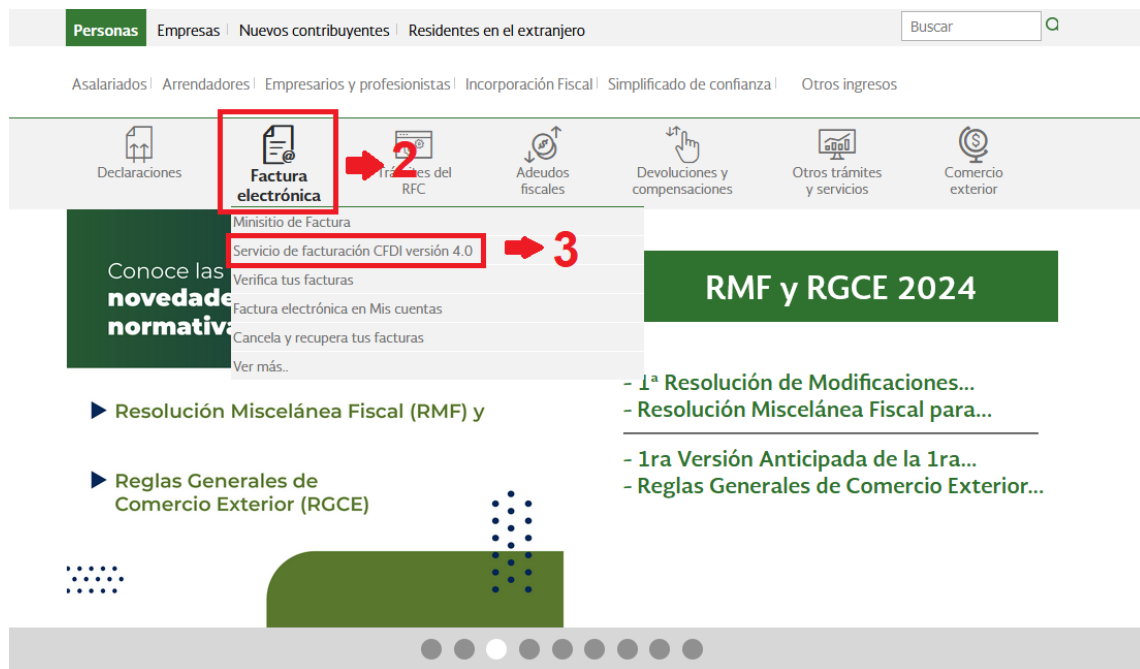 Personas Empresas Nuevos contribuyentes Residentes en el extranjero Buscar
Asalariados Arrendadores Empresarios y profesionistas Incorporación Fiscal Simplificado de confianza Otros ingresos
Declaraciones
Factura
electrónica
2
Trámites del
RFC
Adeudos
fiscales
Devoluciones y
compensaciones
Otros trámites
y servicios
Comercio
exterior
Minisitio de Factura
Servicio de facturación CFDI versión 4.0
3
Verifica tus facturas
Factura electrónica en Mis cuentas
Cancela y recupera tus facturas
Ver más..
Conoce las
novedade
normativa
RMF y RGCE 2024
Resolución Miscelánea Fiscal (RMF) y
Reglas Generales de
Comercio Exterior (RGCE)
- 1ª Resolución de Modificaciones...
- Resolución Miscelánea Fiscal para...
- 1ra Versión Anticipada de la 1ra...
- Reglas Generales de Comercio Exterior...